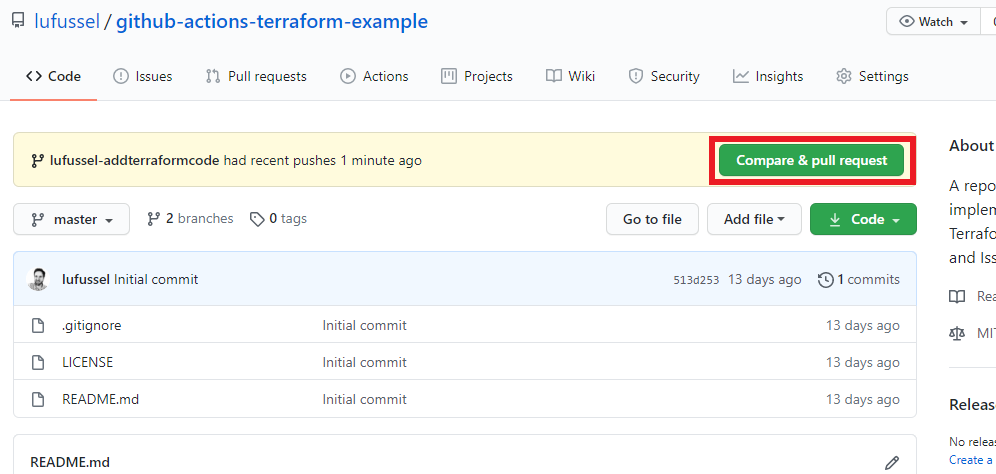 lufussel / github-actions-terraform-example
Watch
Code Issues Pull requests Actions Projects Wiki Security Insights Settings
lufussel-addterraformcode had recent pushes 1 minute ago
Compare & pull request
master 2 branches 0 tags
Go to file Add file Code
lufussel Initial commit 513d253 13 days ago 1 commits
.gitignore Initial commit 13 days ago
LICENSE Initial commit 13 days ago
README.md Initial commit 13 days ago
README.md
About
A repo
implem
Terrafo
and Iss
Rea
MI
Release
No relea
Create a